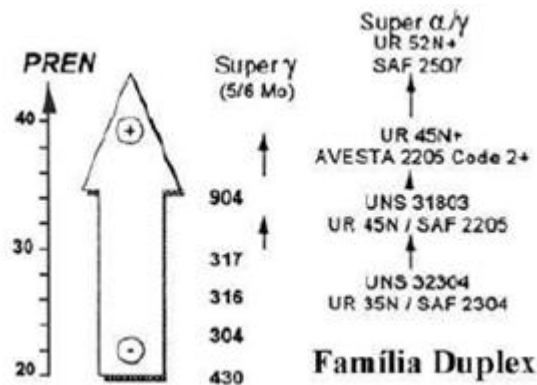 PREN
40
30
20
+
-
Super γ
(5/6 Mo)
904
317
316
304
430
Super α/γ
UR 52N+
SAF 2507
UR 45N+
AVESTA 2205 Code 2+
UNS 31803
UR 45N / SAF 2205
UNS 32304
UR 35N / SAF 2304
Família Duplex